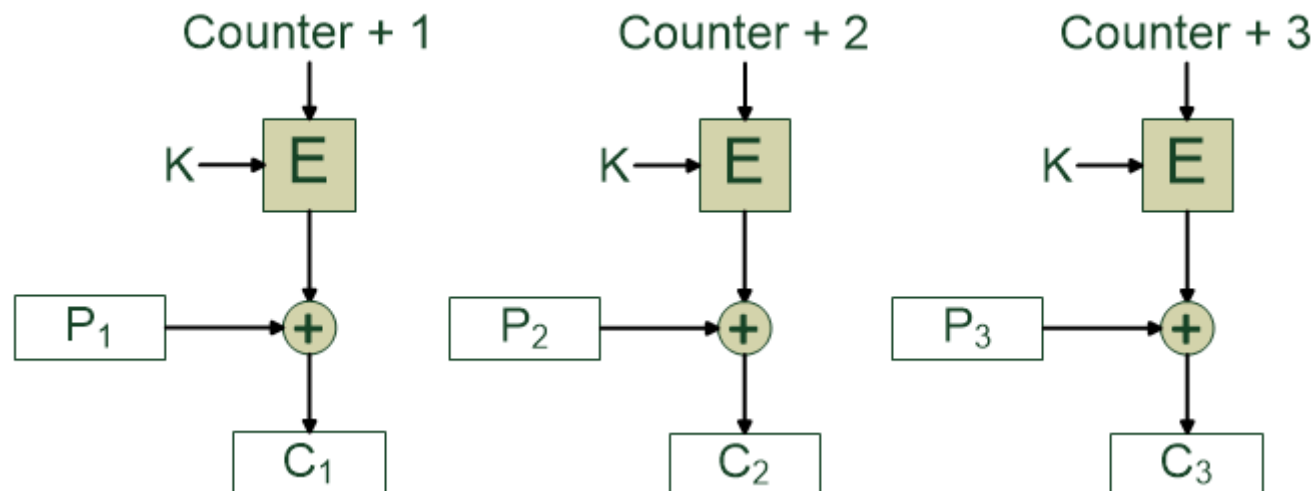 Counter + 1 Counter + 2 Counter + 3
K E K E K E
P₁ + P₂ + P₃ +
C₁ C₂ C₃